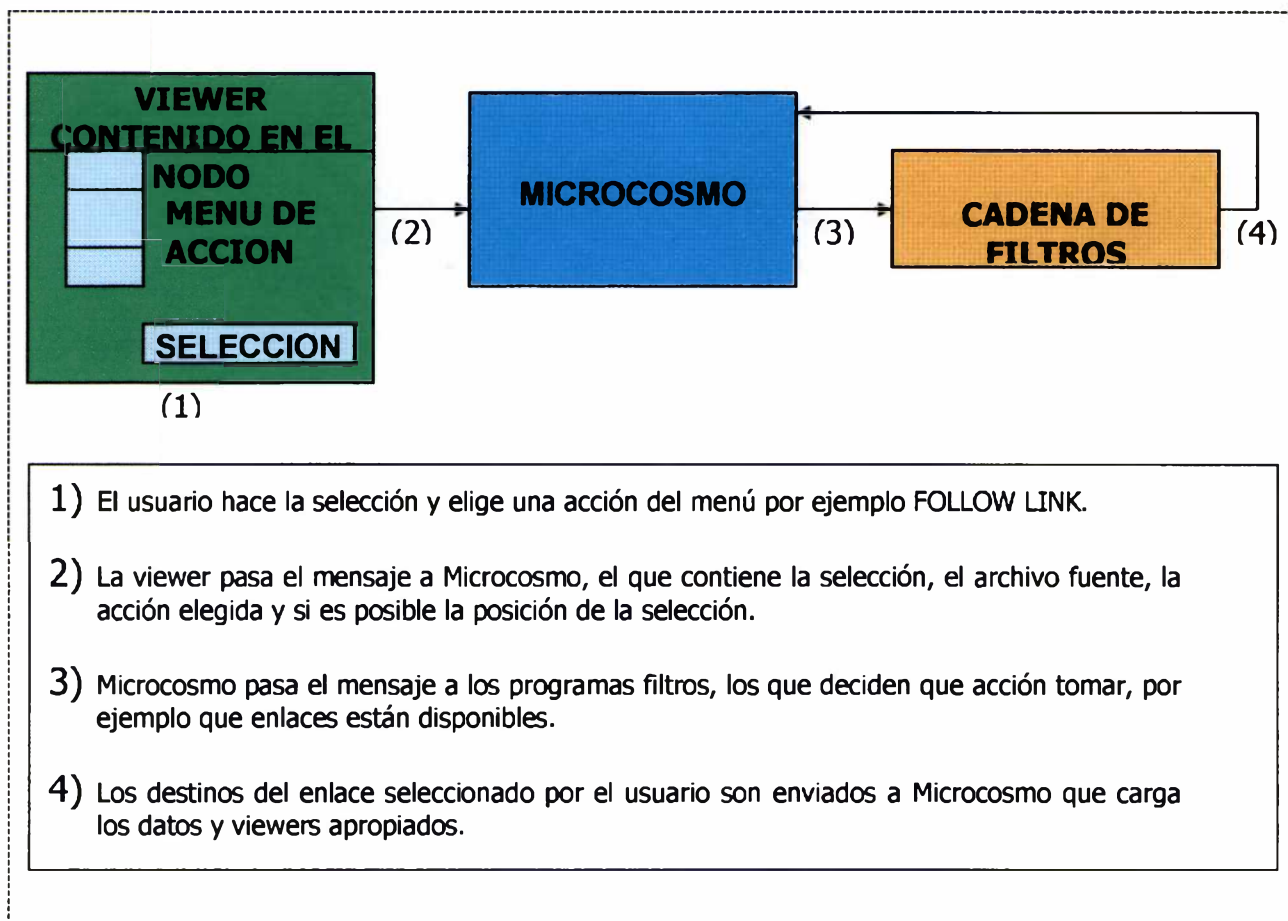 VIEWER
CONTENIDO EN EL
NODO
MENU DE
ACCION
SELECCION
(1)
(2)
MICROCOSMO
(3)
CADENA DE
FILTROS
(4)
1) El usuario hace la selección y elige una acción del menú por ejemplo FOLLOW LINK.
2) La viewer pasa el mensaje a Microcosmo, el que contiene la selección, el archivo fuente, la
acción elegida y si es posible la posición de la selección.
3) Microcosmo pasa el mensaje a los programas filtros, los que deciden que acción tomar, por
ejemplo que enlaces están disponibles.
4) Los destinos del enlace seleccionado por el usuario son enviados a Microcosmo que carga
los datos y viewers apropiados.